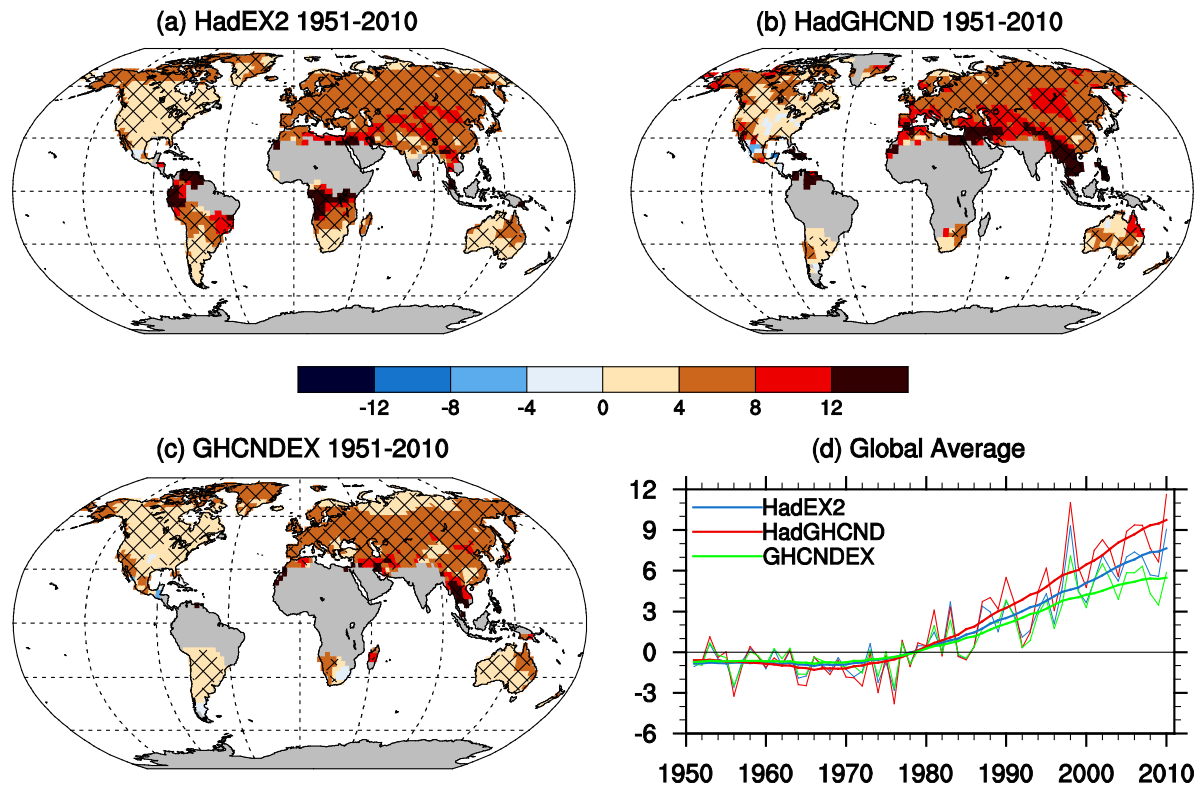 (a) HadEX2 1951-2010
(b) HadGHCND 1951-2010
-12 -8 -4 0 4 8 12
(c) GHCNDEX 1951-2010
(d) Global Average
12
9
6
3
0
-3
-6
HadEX2
HadGHCND
GHCNDEX
1950 1960 1970 1980 1990 2000 2010